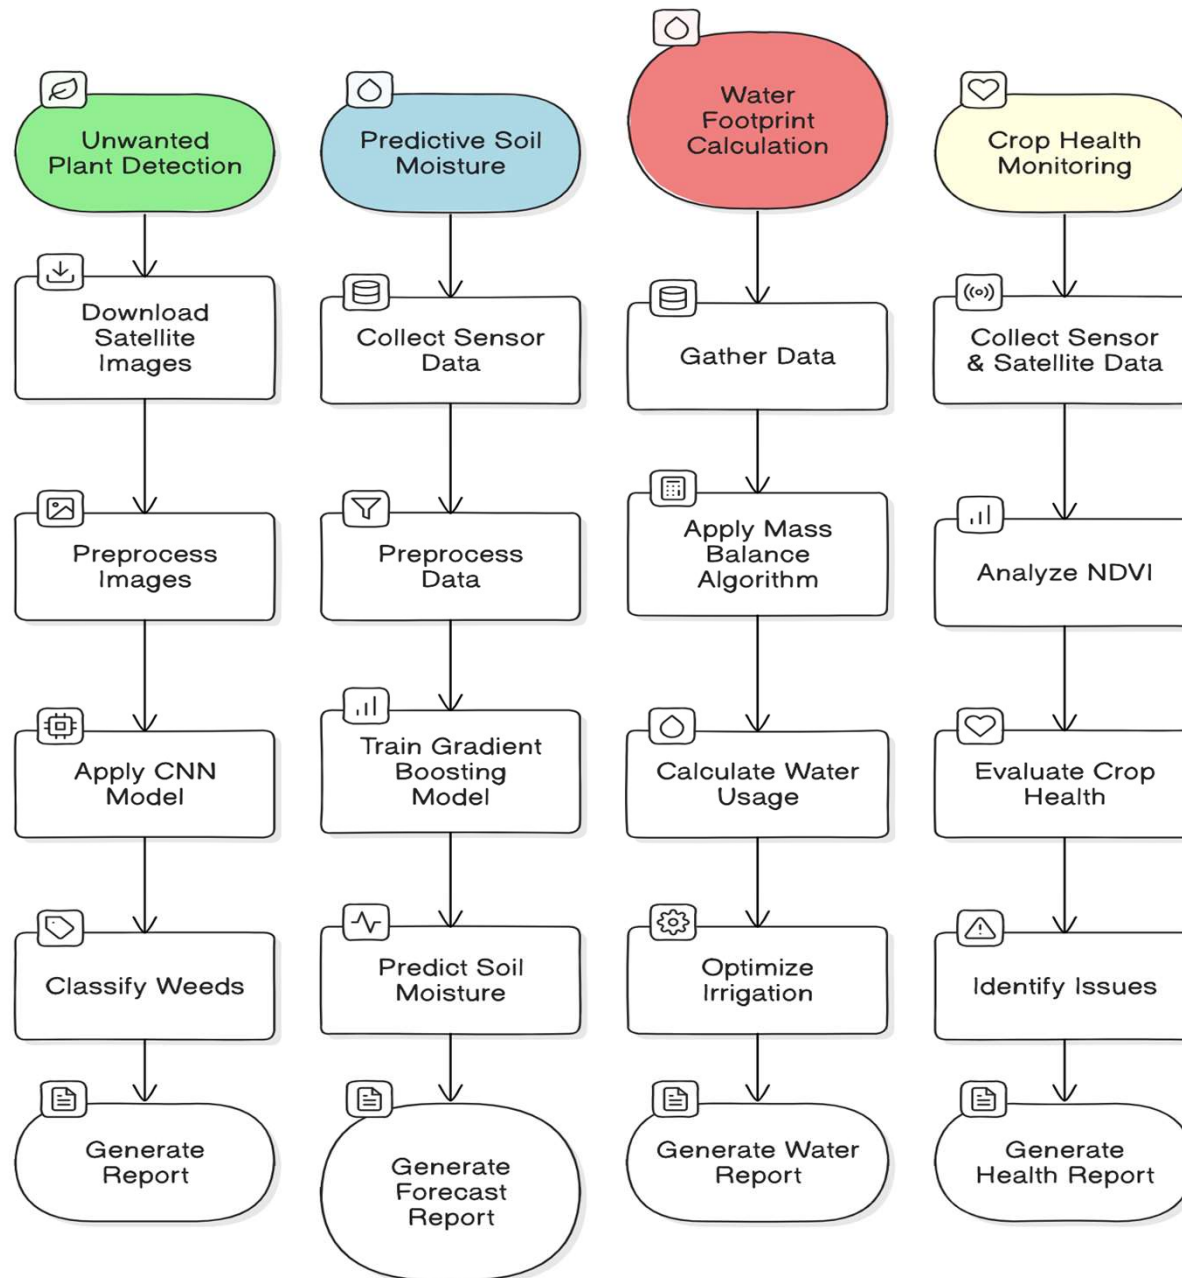 Unwanted
Plant Detection
Download
Satellite
Images
Preprocess
Images
Apply CNN
Model
Classify Weeds
Generate
Report
Predictive Soil
Moisture
Collect Sensor
Data
Preprocess
Data
Train Gradient
Boosting
Model
Predict Soil
Moisture
Generate
Forecast
Report
Water
Footprint
Calculation
Gather Data
Apply Mass
Balance
Algorithm
Calculate Water
Usage
Optimize
Irrigation
Generate Water
Report
Crop Health
Monitoring
Collect Sensor
& Satellite Data
Analyze NDVI
Evaluate Crop
Health
Identify Issues
Generate
Health Report